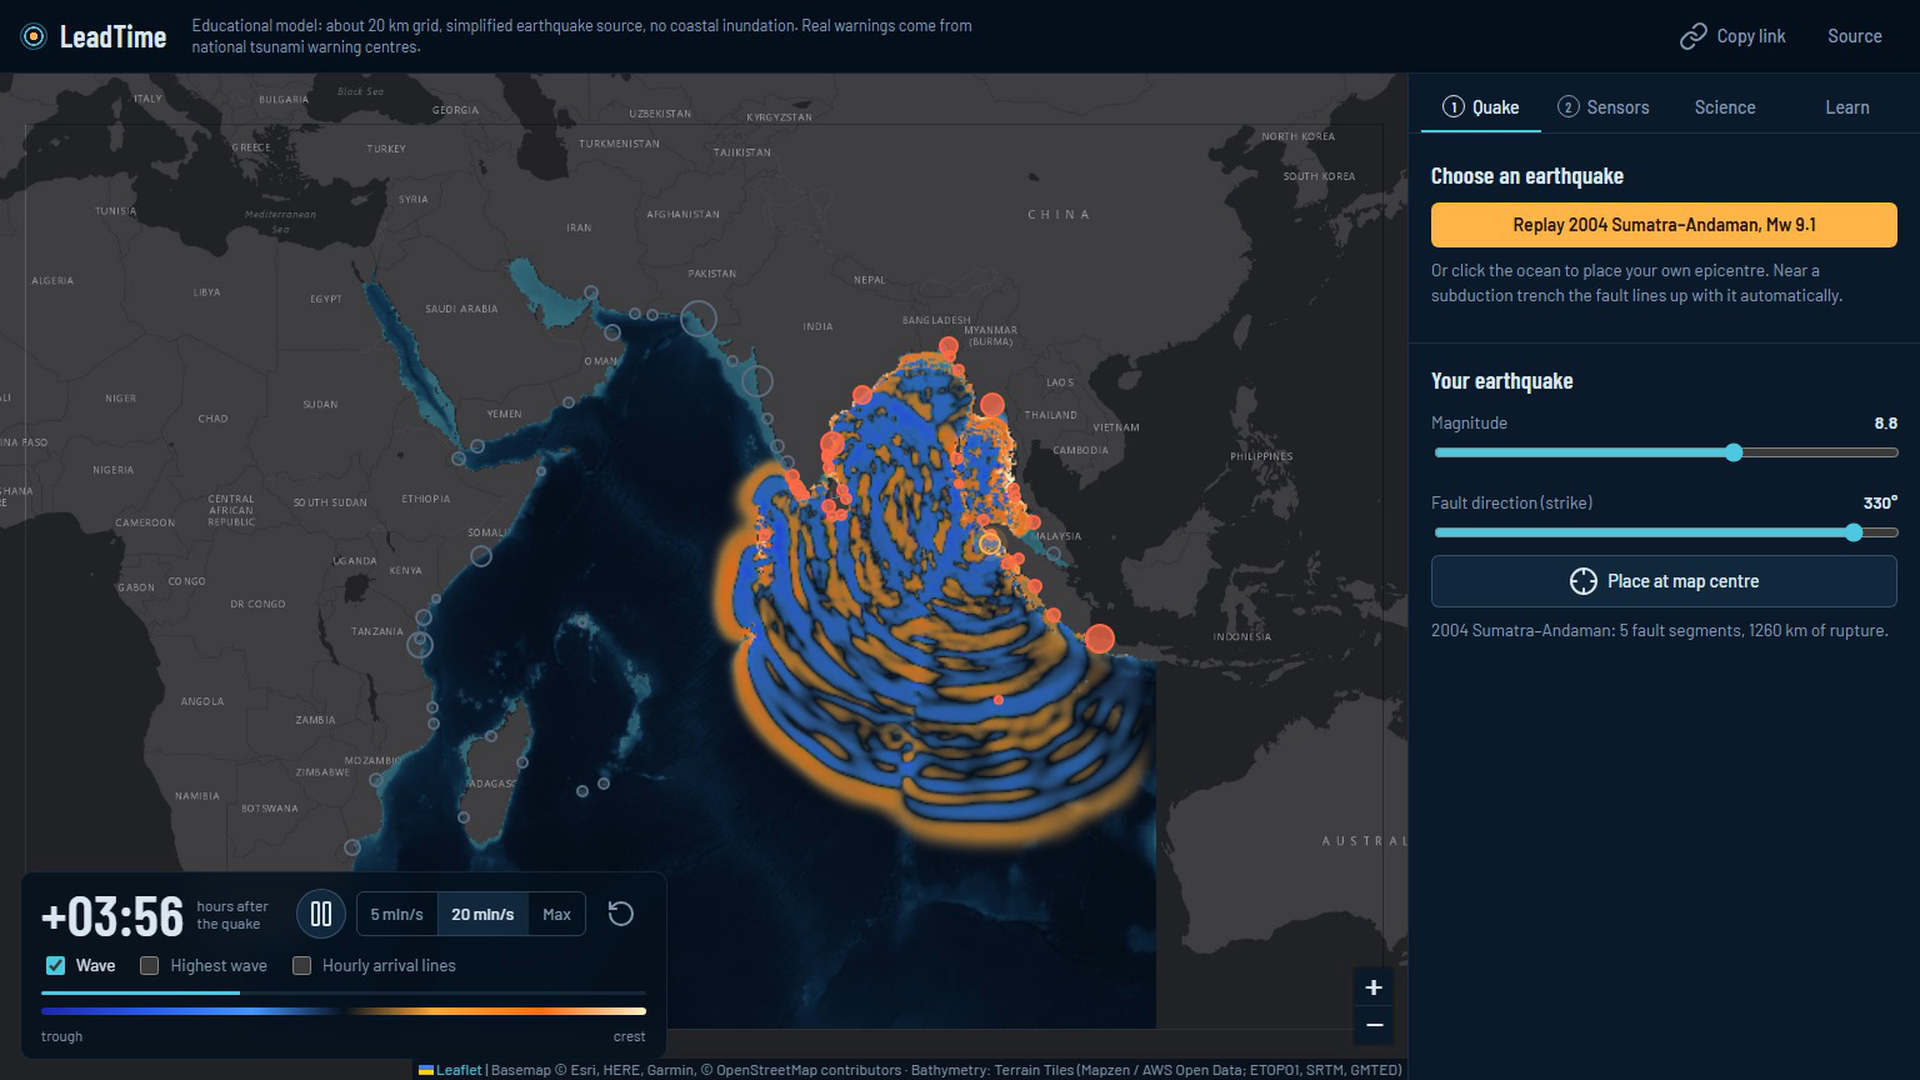 LeadTime
Educational model: about 20 km grid, simplified earthquake source, no coastal inundation. Real warnings come from
national tsunami warning centres.
Copy link
Source
1 Quake
2 Sensors
Science
Learn
Choose an earthquake
Replay 2004 Sumatra–Andaman, Mw 9.1
Or click the ocean to place your own epicentre. Near a
subduction trench the fault lines up with it automatically.
Your earthquake
Magnitude
8.8
Fault direction (strike)
330°
Place at map centre
2004 Sumatra–Andaman: 5 fault segments, 1260 km of rupture.
ITALY
BULGARIA
Black Sea
GEORGIA
UZBEKISTAN
KYRGYZSTAN
NORTH KOREA
GREECE
TURKEY
TURKMENISTAN
TAJIKISTAN
SOUTH KOREA
TUNISIA
Mediterranean
Sea
SYRIA
AFGHANISTAN
CHINA
IRAN
ALGERIA
LIBYA
EGYPT
SAUDI ARABIA
PAKISTAN
NEPAL
INDIA
BANGLADESH
MYANMAR
(BURMA)
OMAN
LAOS
NIGER
CHAD
SUDAN
YEMEN
THAILAND
VIETNAM
CAMBODIA
PHILIPPINES
NIGERIA
CENTRAL
AFRICAN
REPUBLIC
SOUTH SUDAN
ETHIOPIA
CAMEROON
SOMALI
MALAYSIA
UGANDA
KENYA
GABON
CONGO
DR CONGO
TANZANIA
INDONESIA
ANGOLA
ZAMBIA
MOZAMBIC
ZIMBABWE
ADAGASC
NAMIBIA
BOTSWANA
AUSTRAL
+03:56
hours after
the quake
5 min/s
20 min/s
Max
Wave
Highest wave
Hourly arrival lines
trough
crest
+
−
Leaflet | Basemap © Esri, HERE, Garmin, © OpenStreetMap contributors · Bathymetry: Terrain Tiles (Mapzen / AWS Open Data; ETOPO1, SRTM, GMTED)